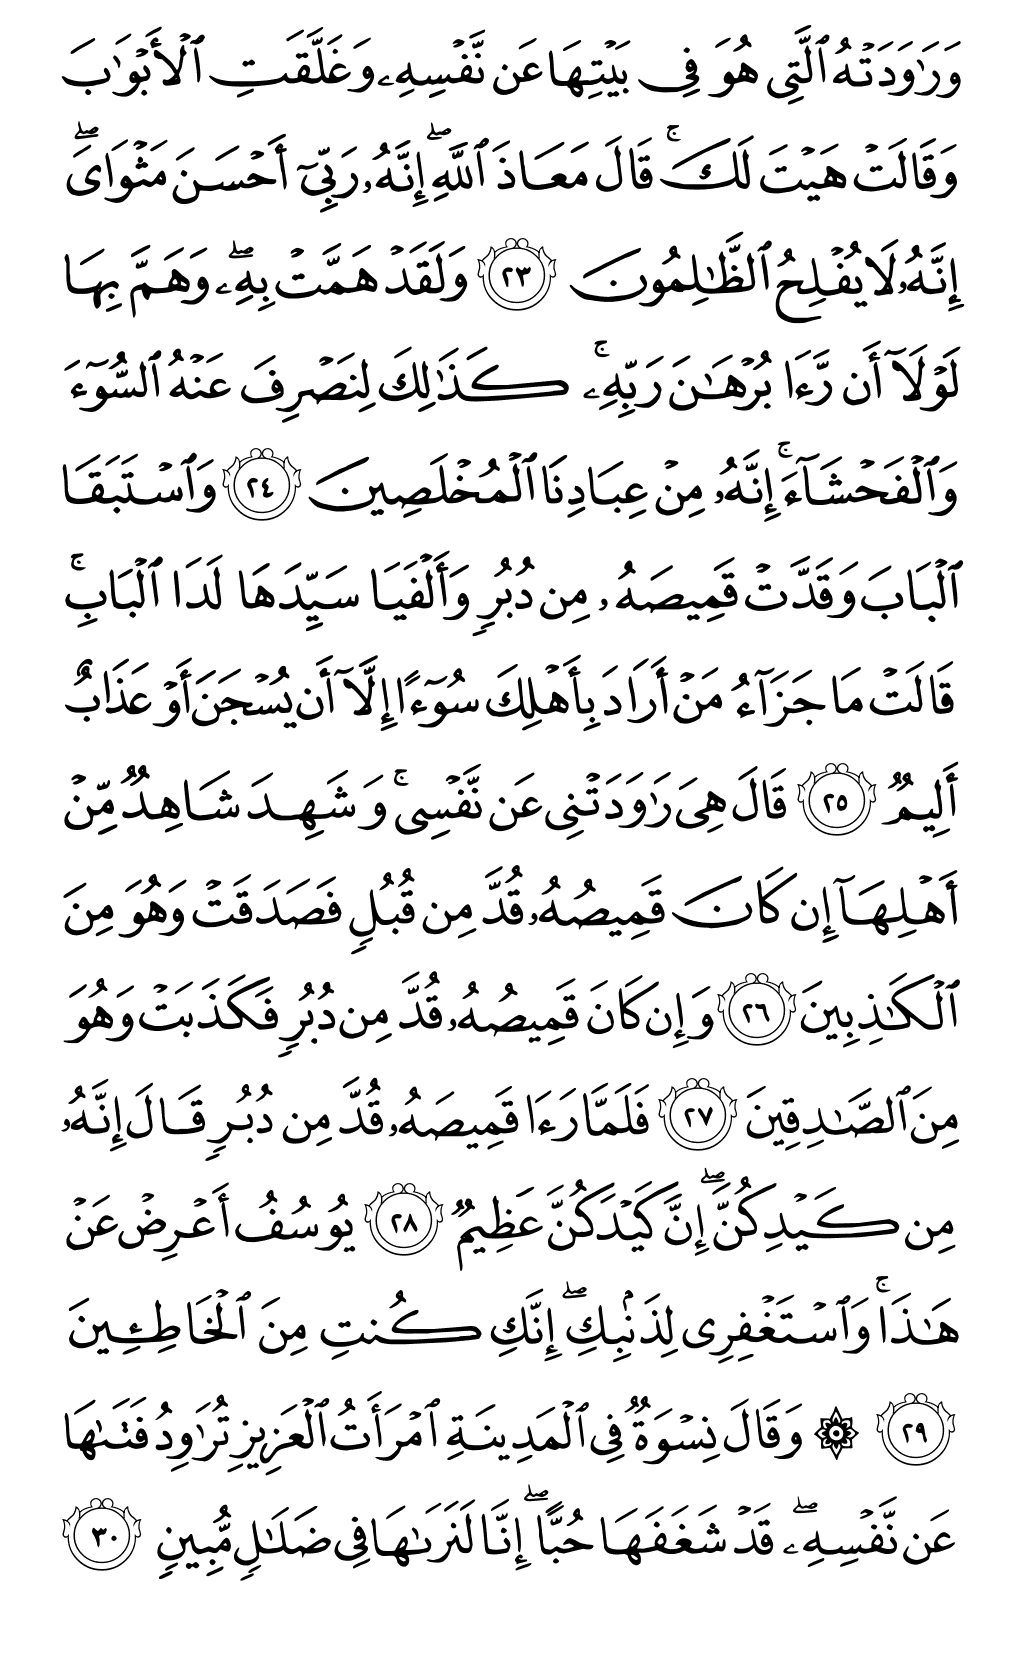 وَرَٰوَدَتْهُ ٱلَّتِى هُوَ فِى بَيْتِهَا عَن نَّفْسِهِۦ وَغَلَّقَتِ ٱلْأَبْوَٰبَ
وَقَالَتْ هَيْتَ لَكَ ۚ قَالَ مَعَاذَ ٱللَّهِ ۖ إِنَّهُۥ رَبِّىٓ أَحْسَنَ مَثْوَاىَ ۖ
إِنَّهُۥ لَا يُفْلِحُ ٱلظَّٰلِمُونَ ٢٣ وَلَقَدْ هَمَّتْ بِهِۦ ۖ وَهَمَّ بِهَا
لَوْلَآ أَن رَّءَا بُرْهَٰنَ رَبِّهِۦ ۚ كَذَٰلِكَ لِنَصْرِفَ عَنْهُ ٱلسُّوٓءَ
وَٱلْفَحْشَآءَ ۚ إِنَّهُۥ مِنْ عِبَادِنَا ٱلْمُخْلَصِينَ ٢٤ وَٱسْتَبَقَا
ٱلْبَابَ وَقَدَّتْ قَمِيصَهُۥ مِن دُبُرٍ وَأَلْفَيَا سَيِّدَهَا لَدَا ٱلْبَابِ ۚ
قَالَتْ مَا جَزَآءُ مَنْ أَرَادَ بِأَهْلِكَ سُوٓءًا إِلَّآ أَن يُسْجَنَ أَوْ عَذَابٌ
أَلِيمٌ ٢٥ قَالَ هِىَ رَٰوَدَتْنِى عَن نَّفْسِى ۚ وَشَهِدَ شَاهِدٌ مِّنْ
أَهْلِهَآ إِن كَانَ قَمِيصُهُۥ قُدَّ مِن قُبُلٍ فَصَدَقَتْ وَهُوَ مِنَ
ٱلْكَٰذِبِينَ ٢٦ وَإِن كَانَ قَمِيصُهُۥ قُدَّ مِن دُبُرٍ فَكَذَبَتْ وَهُوَ
مِنَ ٱلصَّٰدِقِينَ ٢٧ فَلَمَّا رَءَا قَمِيصَهُۥ قُدَّ مِن دُبُرٍ قَالَ إِنَّهُۥ
مِن كَيْدِكُنَّ ۖ إِنَّ كَيْدَكُنَّ عَظِيمٌ ٢٨ يُوسُفُ أَعْرِضْ عَنْ
هَٰذَا ۚ وَٱسْتَغْفِرِى لِذَنۢبِكِ ۖ إِنَّكِ كُنتِ مِنَ ٱلْخَاطِـِٔينَ
٢٩ ۞ وَقَالَ نِسْوَةٌ فِى ٱلْمَدِينَةِ ٱمْرَأَتُ ٱلْعَزِيزِ تُرَٰوِدُ فَتَىٰهَا
عَن نَّفْسِهِۦ ۖ قَدْ شَغَفَهَا حُبًّا ۖ إِنَّا لَنَرَىٰهَا فِى ضَلَٰلٍ مُّبِينٍ ٣٠